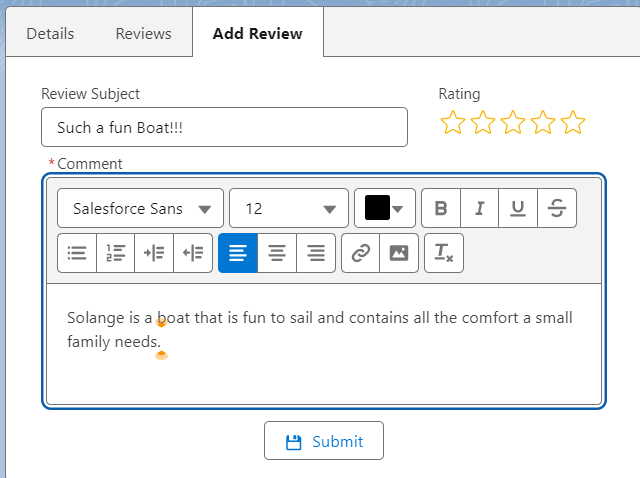 Details Reviews Add Review
Review Subject Rating
Such a fun Boat!!!
*Comment
Salesforce Sans 12 B I U S
Solange is a boat that is fun to sail and contains all the comfort a small
family needs.
Submit